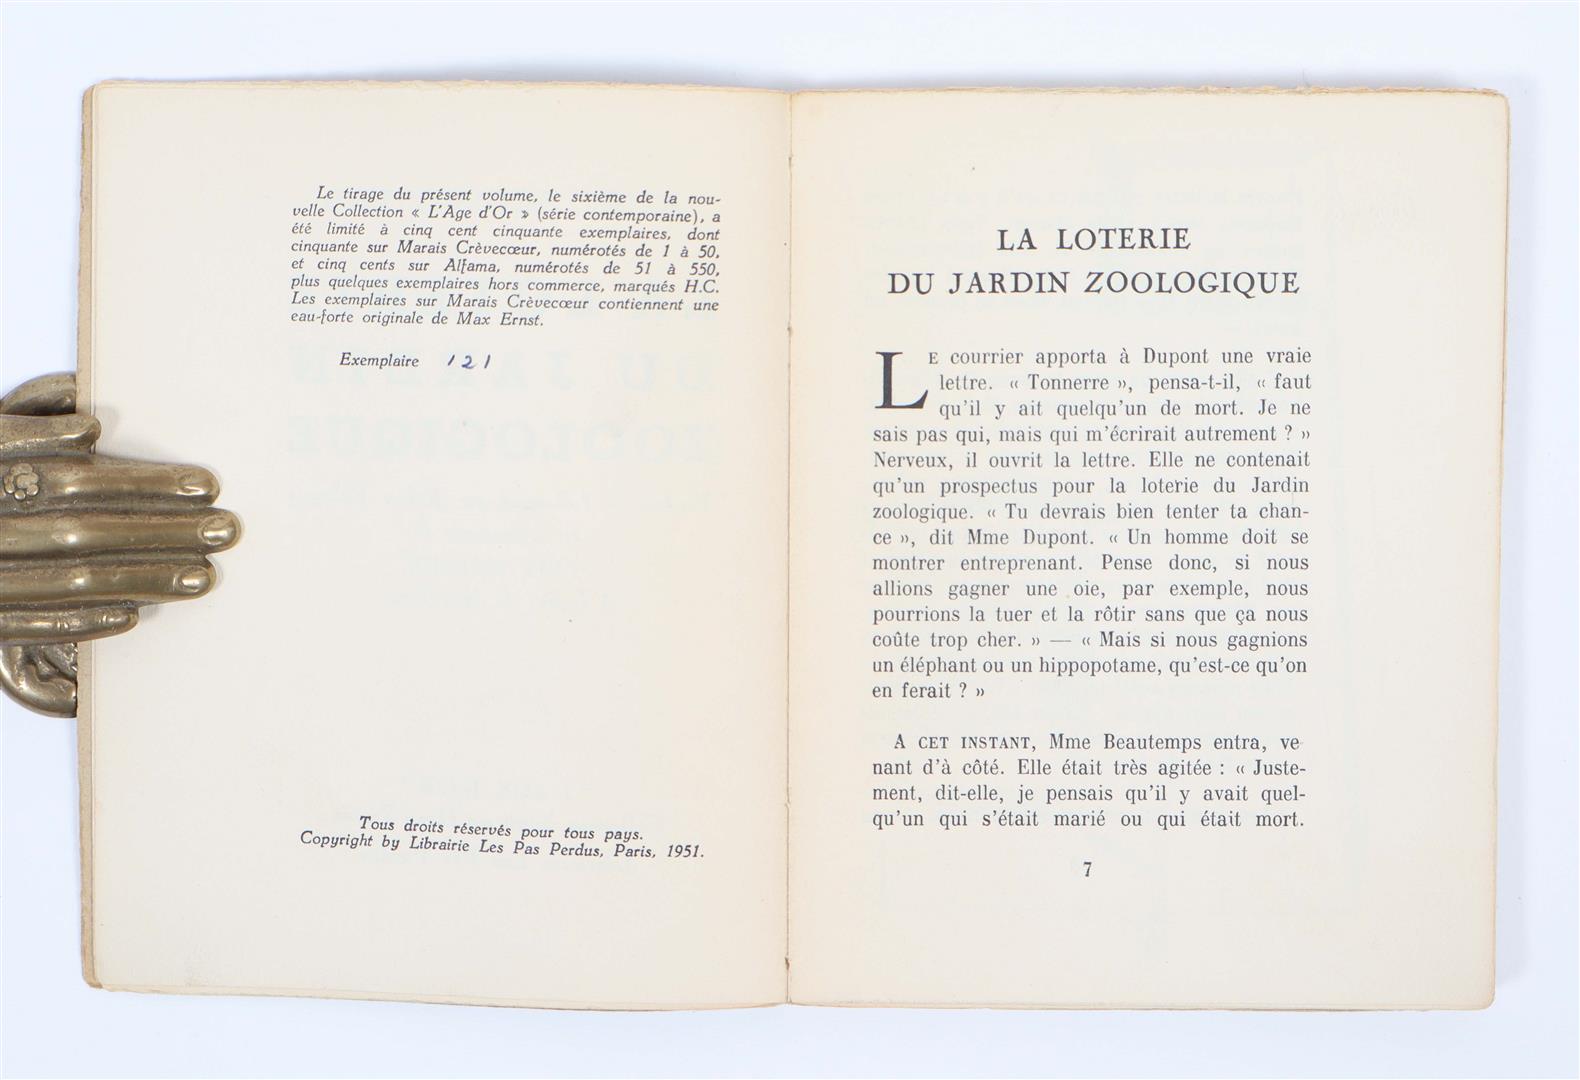 Le tirage du présent volume, le sixième de la nou-
velle Collection « L'Age d'Or » (série contemporaine), a
été limité à cinq cent cinquante exemplaires, dont
cinquante sur Marais Crèvecœur, numérotés de 1 à 50,
et cinq cents sur Alfama, numérotés de 51 à 550,
plus quelques exemplaires hors commerce, marqués H.C.
Les exemplaires sur Marais Crèvecœur contiennent une
eau-forte originale de Max Ernst.
Exemplaire 121
Tous droits réservés pour tous pays.
Copyright by Librairie Les Pas Perdus, Paris, 1951.
LA LOTERIE
DU JARDIN ZOOLOGIQUE
LE courrier apporta à Dupont une vraie
lettre. « Tonnerre », pensa-t-il, « faut
qu'il y ait quelqu'un de mort. Je ne
sais pas qui, mais qui m'écrirait autrement ? »
Nerveux, il ouvrit la lettre. Elle ne contenait
qu'un prospectus pour la loterie du Jardin
zoologique. « Tu devrais bien tenter ta chan-
ce », dit Mme Dupont. « Un homme doit se
montrer entreprenant. Pense donc, si nous
allions gagner une oie, par exemple, nous
pourrions la tuer et la rôtir sans que ça nous
coûte trop cher. » — « Mais si nous gagnions
un éléphant ou un hippopotame, qu'est-ce qu'on
en ferait ? »
A CET INSTANT, Mme Beautemps entra, ve-
nant d'à côté. Elle était très agitée : « Juste-
ment, dit-elle, je pensais qu'il y avait quel-
qu'un qui s'était marié ou qui était mort.
7